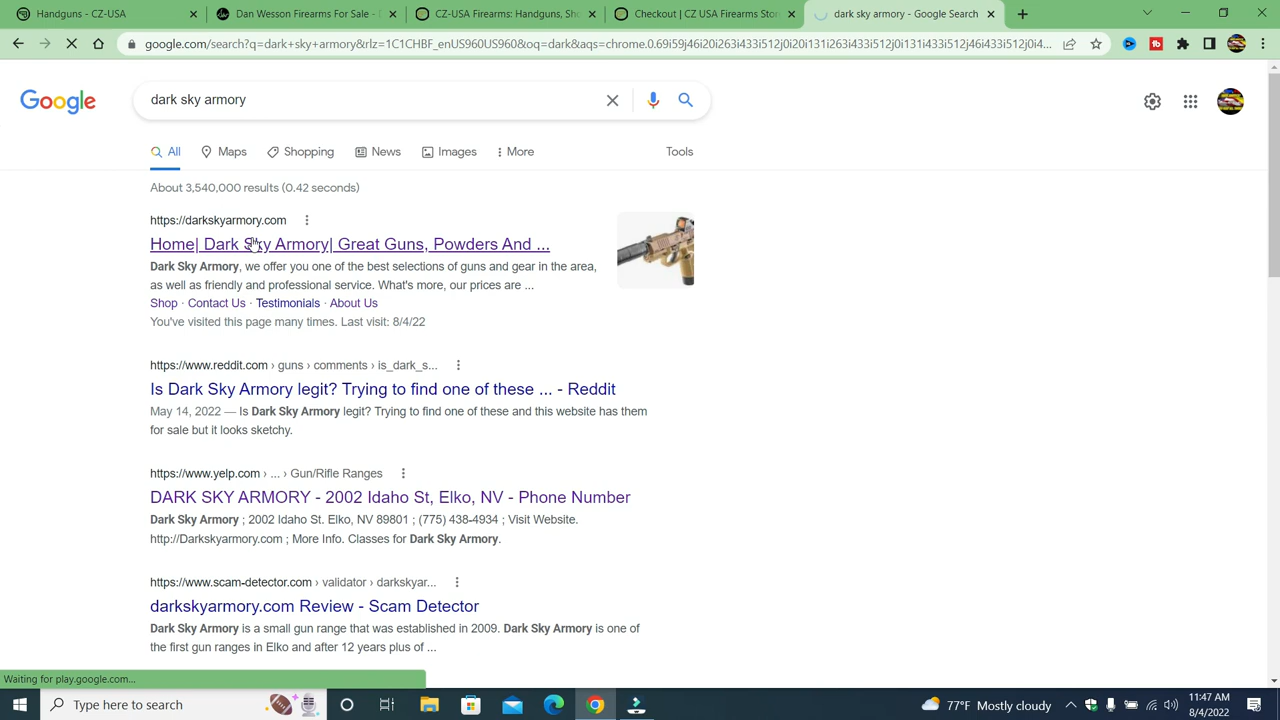 Handguns - CZ-USA
Dan Wesson Firearms For Sale -
CZ-USA Firearms: Handguns, Sho
Checkout | CZ USA Firearms Stor
dark sky armory - Google Search
google.com/search?q=dark+sky+armory&rlz=1C1CHBF_enUS960US960&oq=dark&aqs=chrome.0.69i59j46i20i263i433i512j0i20i131i263i433i512j0i131i433i512j46i433i512j0i4...
Google
dark sky armory
All
Maps
Shopping
News
Images
More
Tools
About 3,540,000 results (0.42 seconds)
https://darkskyarmory.com
Home| Dark Sky Armory| Great Guns, Powders And ...
Dark Sky Armory, we offer you one of the best selections of guns and gear in the area,
as well as friendly and professional service. What's more, our prices are ...
Shop · Contact Us · Testimonials · About Us
You've visited this page many times. Last visit: 8/4/22
https://www.reddit.com › guns › comments › is_dark_s...
Is Dark Sky Armory legit? Trying to find one of these ... - Reddit
May 14, 2022 — Is Dark Sky Armory legit? Trying to find one of these and this website has them
for sale but it looks sketchy.
https://www.yelp.com › ... › Gun/Rifle Ranges
DARK SKY ARMORY - 2002 Idaho St, Elko, NV - Phone Number
Dark Sky Armory ; 2002 Idaho St. Elko, NV 89801 ; (775) 438-4934 ; Visit Website.
http://Darkskyarmory.com ; More Info. Classes for Dark Sky Armory.
https://www.scam-detector.com › validator › darkskyar...
darkskyarmory.com Review - Scam Detector
Dark Sky Armory is a small gun range that was established in 2009. Dark Sky Armory is one of
the first gun ranges in Elko and after 12 years plus of ...
Waiting for play.google.com...
Type here to search
77°F Mostly cloudy
11:47 AM
8/4/2022